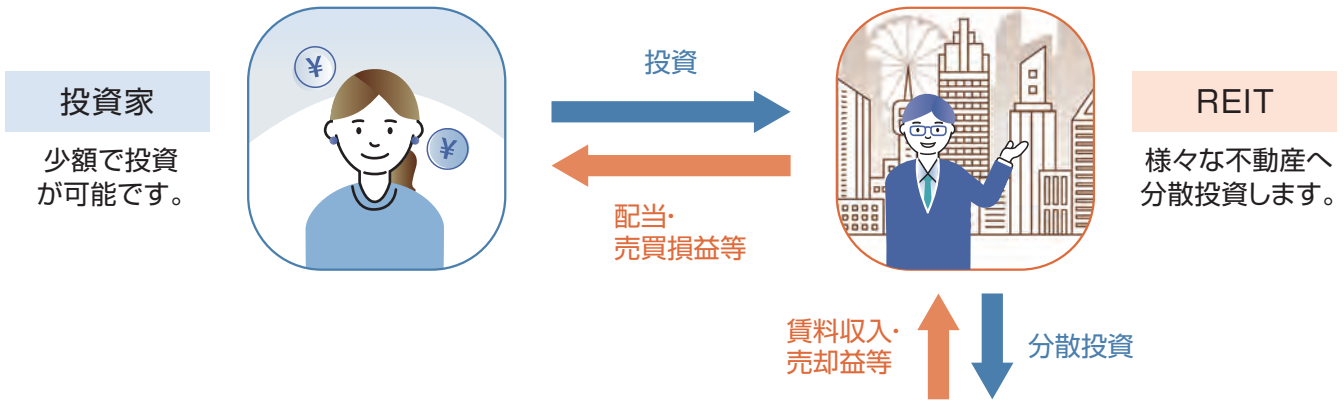 投資家
少額で投資
が可能です。
¥
¥
投資
配当・
売買損益等
REIT
様々な不動産へ
分散投資します。
賃料収入・
売却益等
分散投資